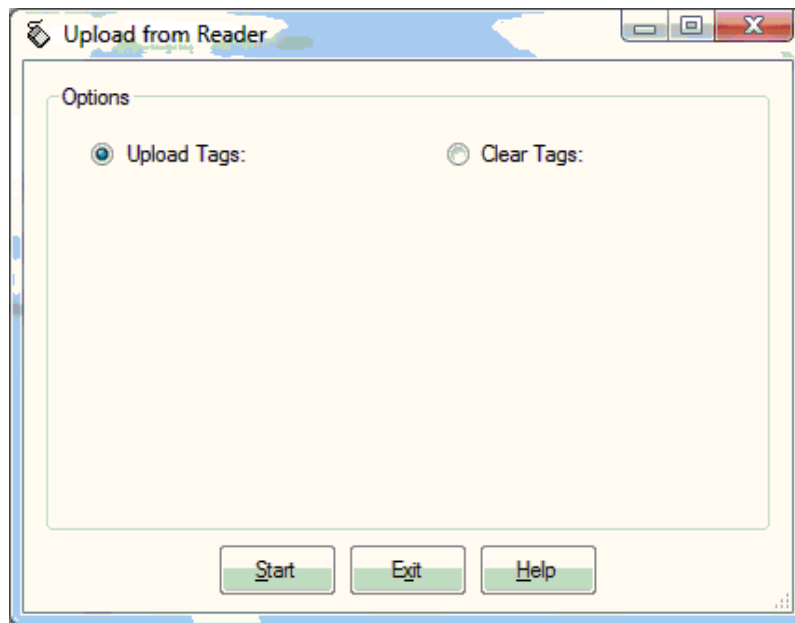 Upload from Reader
Options
Upload Tags: Clear Tags:
Start Exit Help